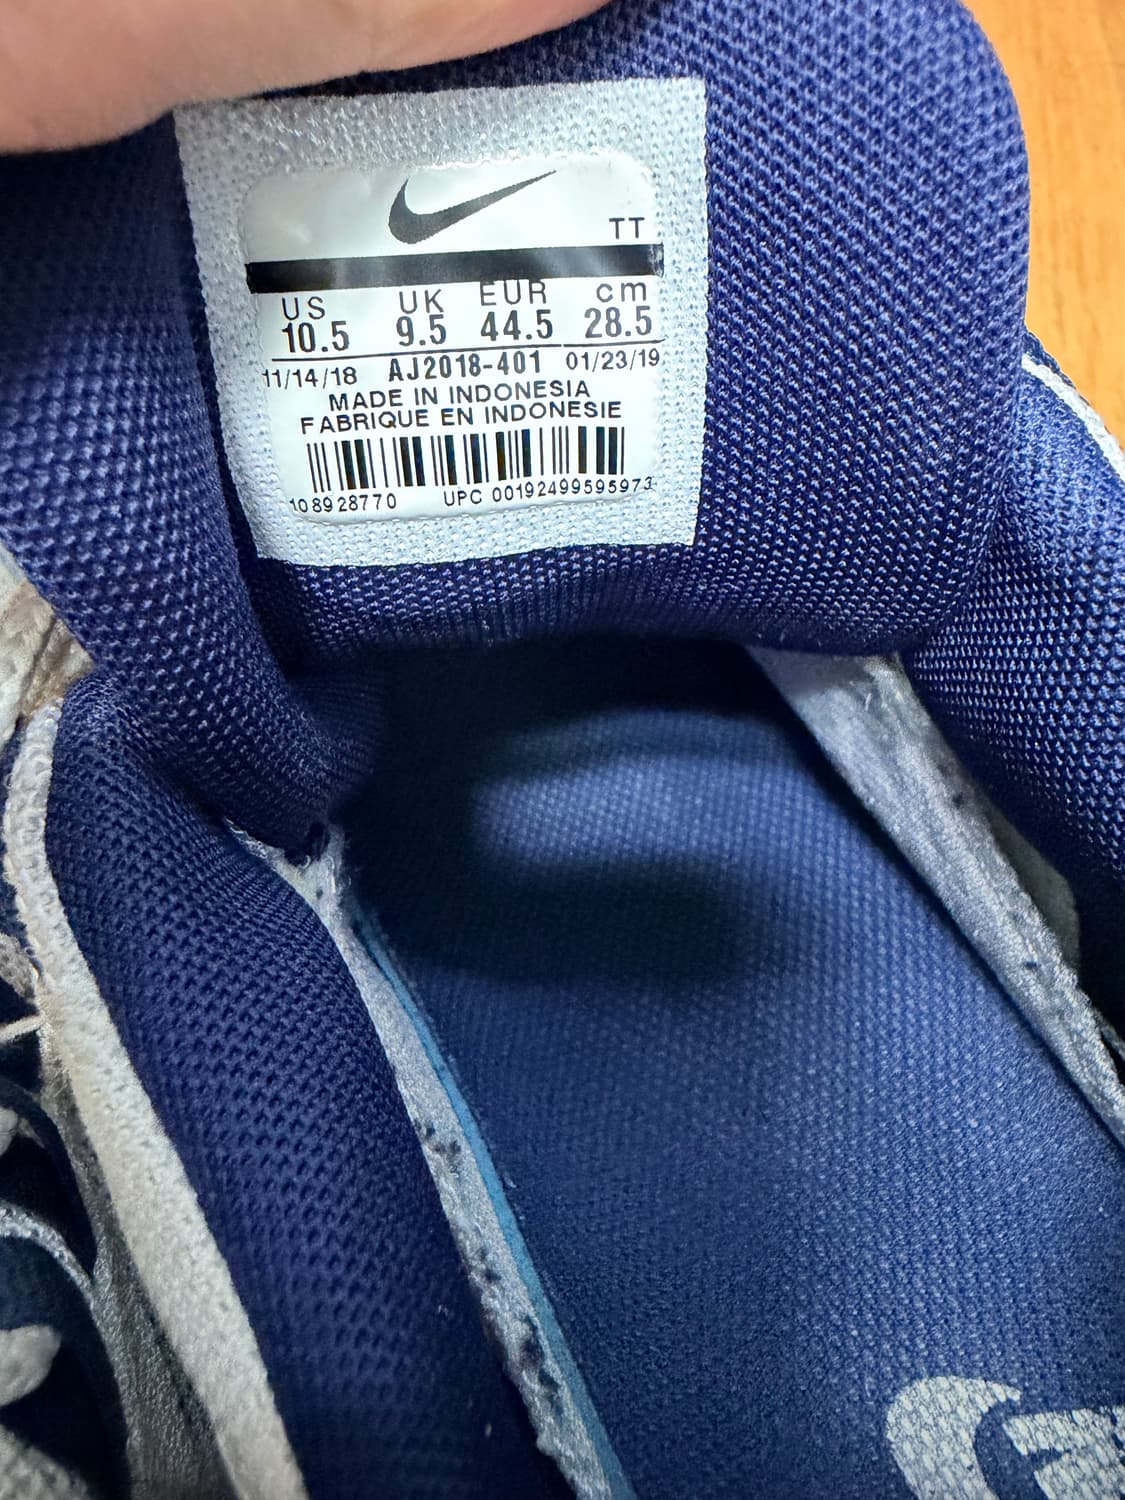 TT
US UK EUR cm
10.5 9.5 44.5 28.5
11/14/18 AJ2018-401 01/23/19
MADE IN INDONESIA
FABRIQUE EN INDONESIE
108928770 UPC 00192499595973